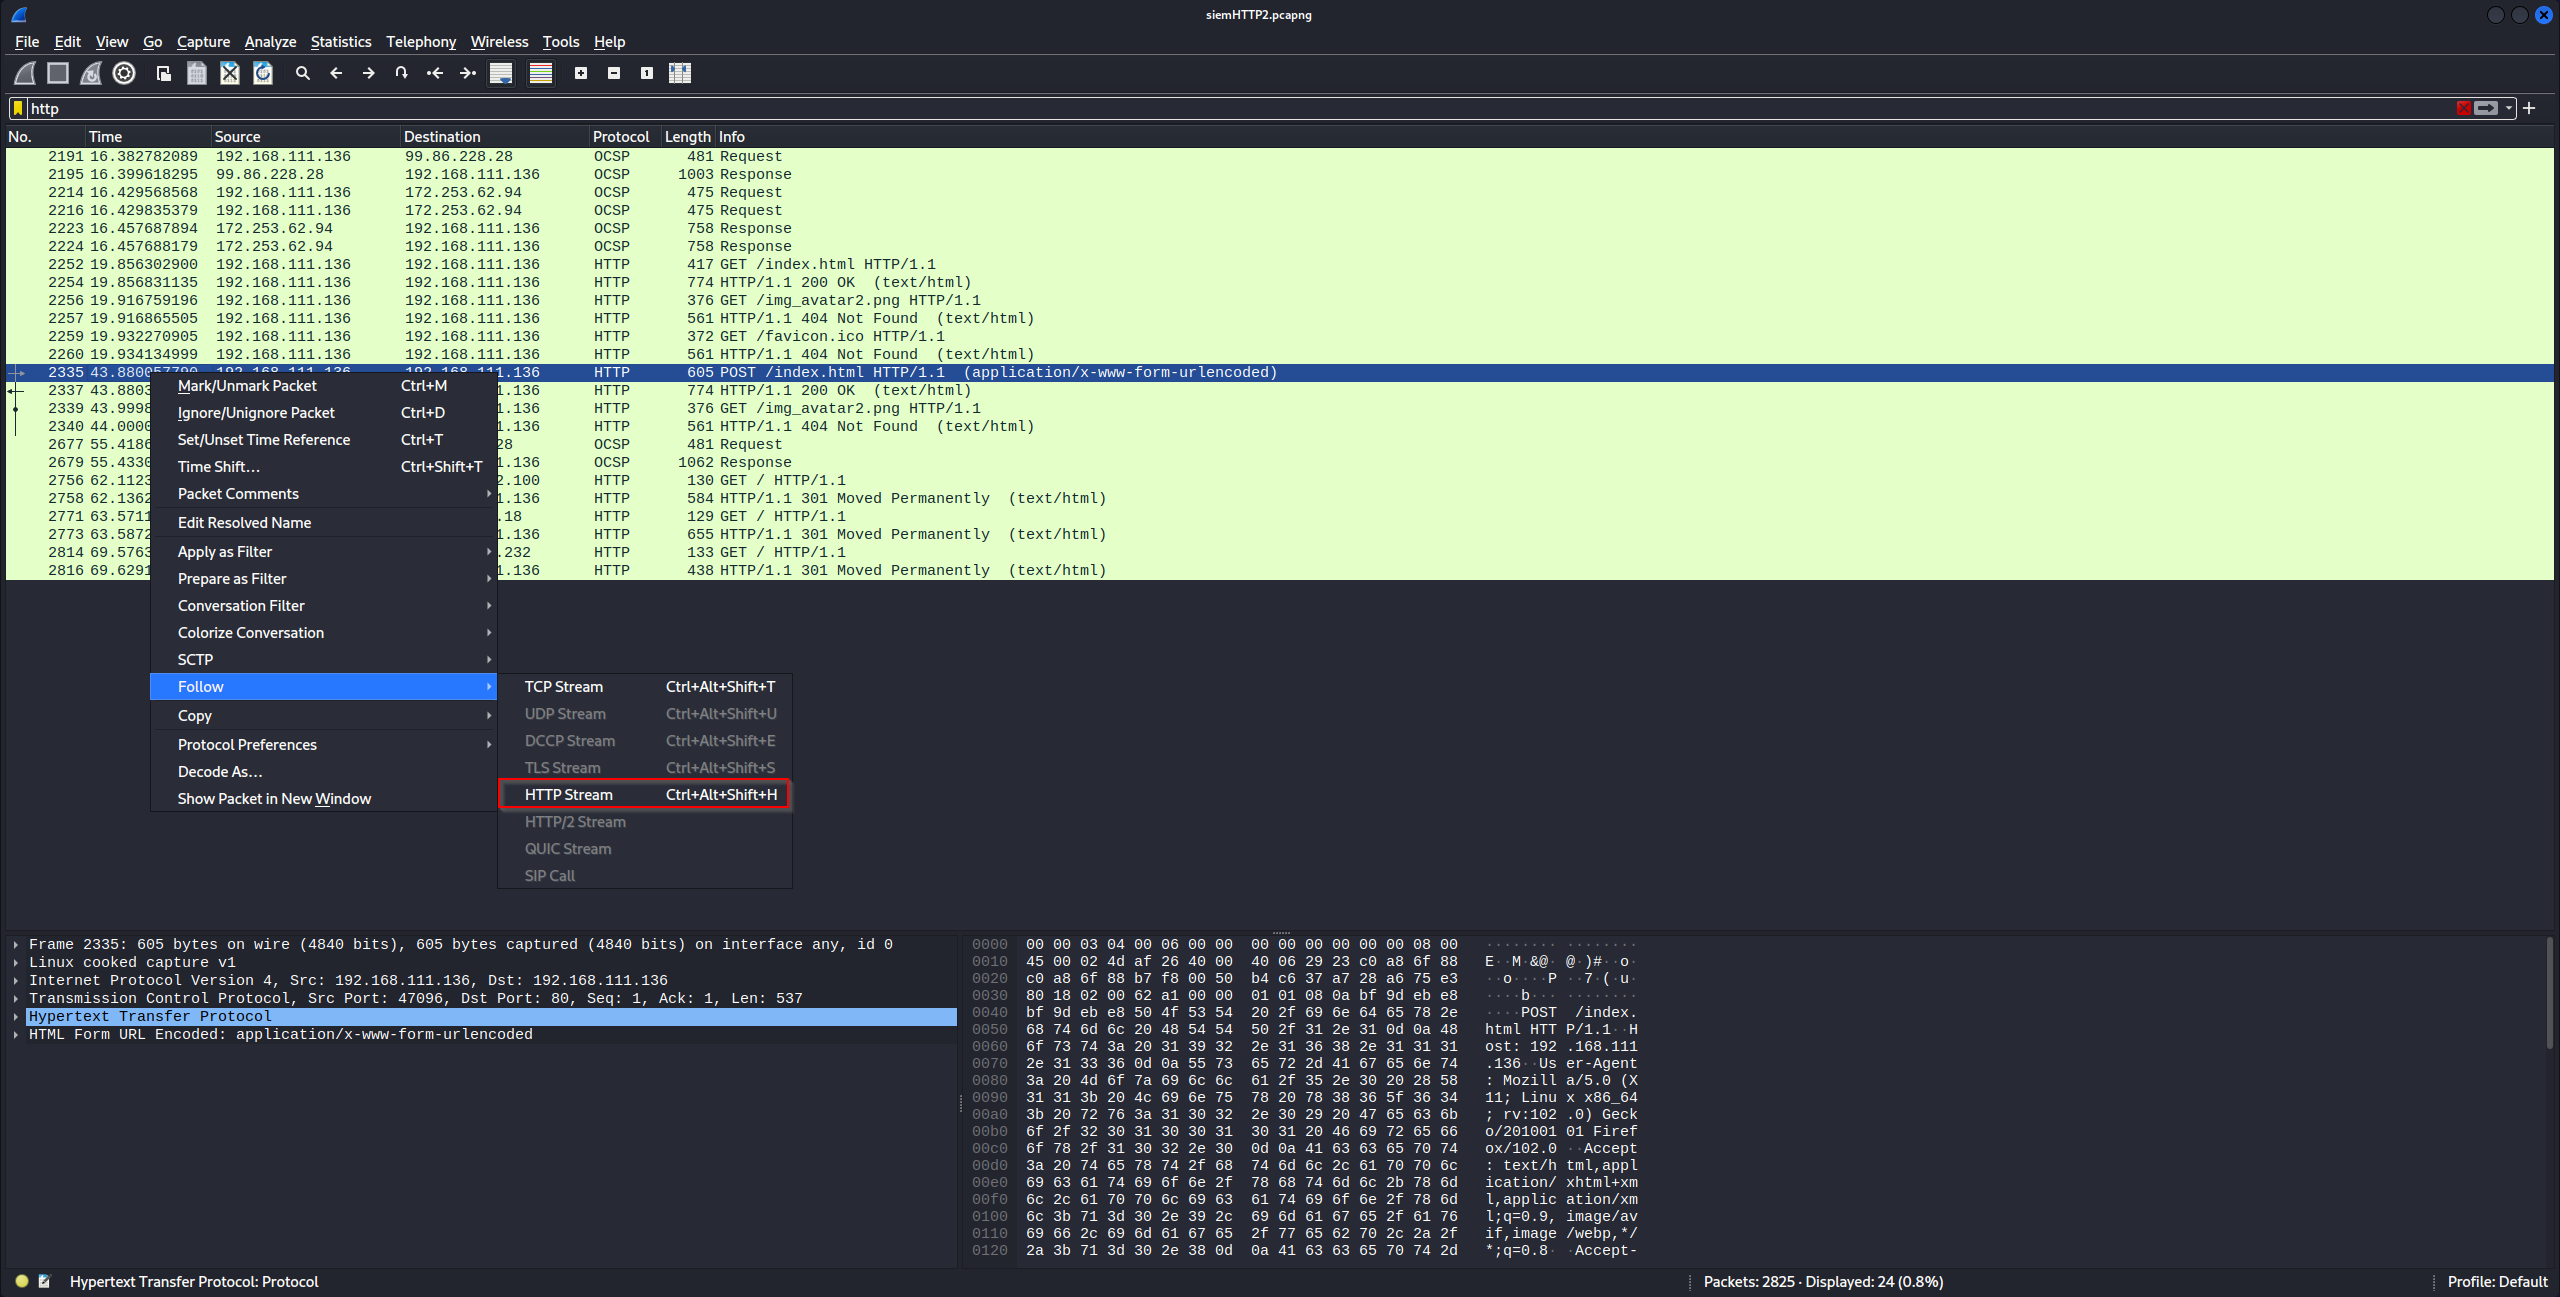 siemHTTP2.pcapng
File Edit View Go Capture Analyze Statistics Telephony Wireless Tools Help
http
No. Time Source Destination Protocol Length Info
2191 16.382782089 192.168.111.136 99.86.228.28 OCSP 481 Request
2195 16.399618295 99.86.228.28 192.168.111.136 OCSP 1003 Response
2214 16.429568568 192.168.111.136 172.253.62.94 OCSP 475 Request
2216 16.429835379 192.168.111.136 172.253.62.94 OCSP 475 Request
2223 16.457687894 172.253.62.94 192.168.111.136 OCSP 758 Response
2224 16.457688179 172.253.62.94 192.168.111.136 OCSP 758 Response
2252 19.856302900 192.168.111.136 192.168.111.136 HTTP 417 GET /index.html HTTP/1.1
2254 19.856831135 192.168.111.136 192.168.111.136 HTTP 774 HTTP/1.1 200 OK (text/html)
2256 19.916759196 192.168.111.136 192.168.111.136 HTTP 376 GET /img_avatar2.png HTTP/1.1
2257 19.916865505 192.168.111.136 192.168.111.136 HTTP 561 HTTP/1.1 404 Not Found (text/html)
2259 19.932270905 192.168.111.136 192.168.111.136 HTTP 372 GET /favicon.ico HTTP/1.1
2260 19.934134999 192.168.111.136 192.168.111.136 HTTP 561 HTTP/1.1 404 Not Found (text/html)
2335 43.880057790 192.168.111.136 192.168.111.136 HTTP 605 POST /index.html HTTP/1.1 (application/x-www-form-urlencoded)
2337 43.8803 1.136 HTTP 774 HTTP/1.1 200 OK (text/html)
2339 43.9998 1.136 HTTP 376 GET /img_avatar2.png HTTP/1.1
2340 44.0000 1.136 HTTP 561 HTTP/1.1 404 Not Found (text/html)
2677 55.4186 28 OCSP 481 Request
2679 55.4330 1.136 OCSP 1062 Response
2756 62.1123 2.100 HTTP 130 GET / HTTP/1.1
2758 62.1362 1.136 HTTP 584 HTTP/1.1 301 Moved Permanently (text/html)
2771 63.5711 .18 HTTP 129 GET / HTTP/1.1
2773 63.5872 1.136 HTTP 655 HTTP/1.1 301 Moved Permanently (text/html)
2814 69.5763 .232 HTTP 133 GET / HTTP/1.1
2816 69.6291 1.136 HTTP 438 HTTP/1.1 301 Moved Permanently (text/html)
Mark/Unmark Packet Ctrl+M
Ignore/Unignore Packet Ctrl+D
Set/Unset Time Reference Ctrl+T
Time Shift… Ctrl+Shift+T
Packet Comments
Edit Resolved Name
Apply as Filter
Prepare as Filter
Conversation Filter
Colorize Conversation
SCTP
Follow
Copy
Protocol Preferences
Decode As…
Show Packet in New Window
TCP Stream Ctrl+Alt+Shift+T
UDP Stream Ctrl+Alt+Shift+U
DCCP Stream Ctrl+Alt+Shift+E
TLS Stream Ctrl+Alt+Shift+S
HTTP Stream Ctrl+Alt+Shift+H
HTTP/2 Stream
QUIC Stream
SIP Call
Frame 2335: 605 bytes on wire (4840 bits), 605 bytes captured (4840 bits) on interface any, id 0
Linux cooked capture v1
Internet Protocol Version 4, Src: 192.168.111.136, Dst: 192.168.111.136
Transmission Control Protocol, Src Port: 47096, Dst Port: 80, Seq: 1, Ack: 1, Len: 537
Hypertext Transfer Protocol
HTML Form URL Encoded: application/x-www-form-urlencoded
0000 00 00 03 04 00 06 00 00 00 00 00 00 00 00 08 00 ········ ········
0010 45 00 02 4d af 26 40 00 40 06 29 23 c0 a8 6f 88 E··M·&@· @·)#··o·
0020 c0 a8 6f 88 b7 f8 00 50 b4 c6 37 a7 28 a6 75 e3 ··o····P ··7·(·u·
0030 80 18 02 00 62 a1 00 00 01 01 08 0a bf 9d eb e8 ····b··· ········
0040 bf 9d eb e8 50 4f 53 54 20 2f 69 6e 64 65 78 2e ····POST /index.
0050 68 74 6d 6c 20 48 54 54 50 2f 31 2e 31 0d 0a 48 html HTT P/1.1··H
0060 6f 73 74 3a 20 31 39 32 2e 31 36 38 2e 31 31 31 ost: 192 .168.111
0070 2e 31 33 36 0d 0a 55 73 65 72 2d 41 67 65 6e 74 .136··Us er-Agent
0080 3a 20 4d 6f 7a 69 6c 6c 61 2f 35 2e 30 20 28 58 : Mozill a/5.0 (X
0090 31 31 3b 20 4c 69 6e 75 78 20 78 38 36 5f 36 34 11; Linu x x86_64
00a0 3b 20 72 76 3a 31 30 32 2e 30 29 20 47 65 63 6b ; rv:102 .0) Geck
00b0 6f 2f 32 30 31 30 30 31 30 31 20 46 69 72 65 66 o/201001 01 Firef
00c0 6f 78 2f 31 30 32 2e 30 0d 0a 41 63 63 65 70 74 ox/102.0 ··Accept
00d0 3a 20 74 65 78 74 2f 68 74 6d 6c 2c 61 70 70 6c : text/h tml,appl
00e0 69 63 61 74 69 6f 6e 2f 78 68 74 6d 6c 2b 78 6d ication/ xhtml+xm
00f0 6c 2c 61 70 70 6c 69 63 61 74 69 6f 6e 2f 78 6d l,applic ation/xm
0100 6c 3b 71 3d 30 2e 39 2c 69 6d 61 67 65 2f 61 76 l;q=0.9, image/av
0110 69 66 2c 69 6d 61 67 65 2f 77 65 62 70 2c 2a 2f if,image /webp,*/
0120 2a 3b 71 3d 30 2e 38 0d 0a 41 63 63 65 70 74 2d *;q=0.8· ·Accept-
Hypertext Transfer Protocol: Protocol Packets: 2825 · Displayed: 24 (0.8%) Profile: Default